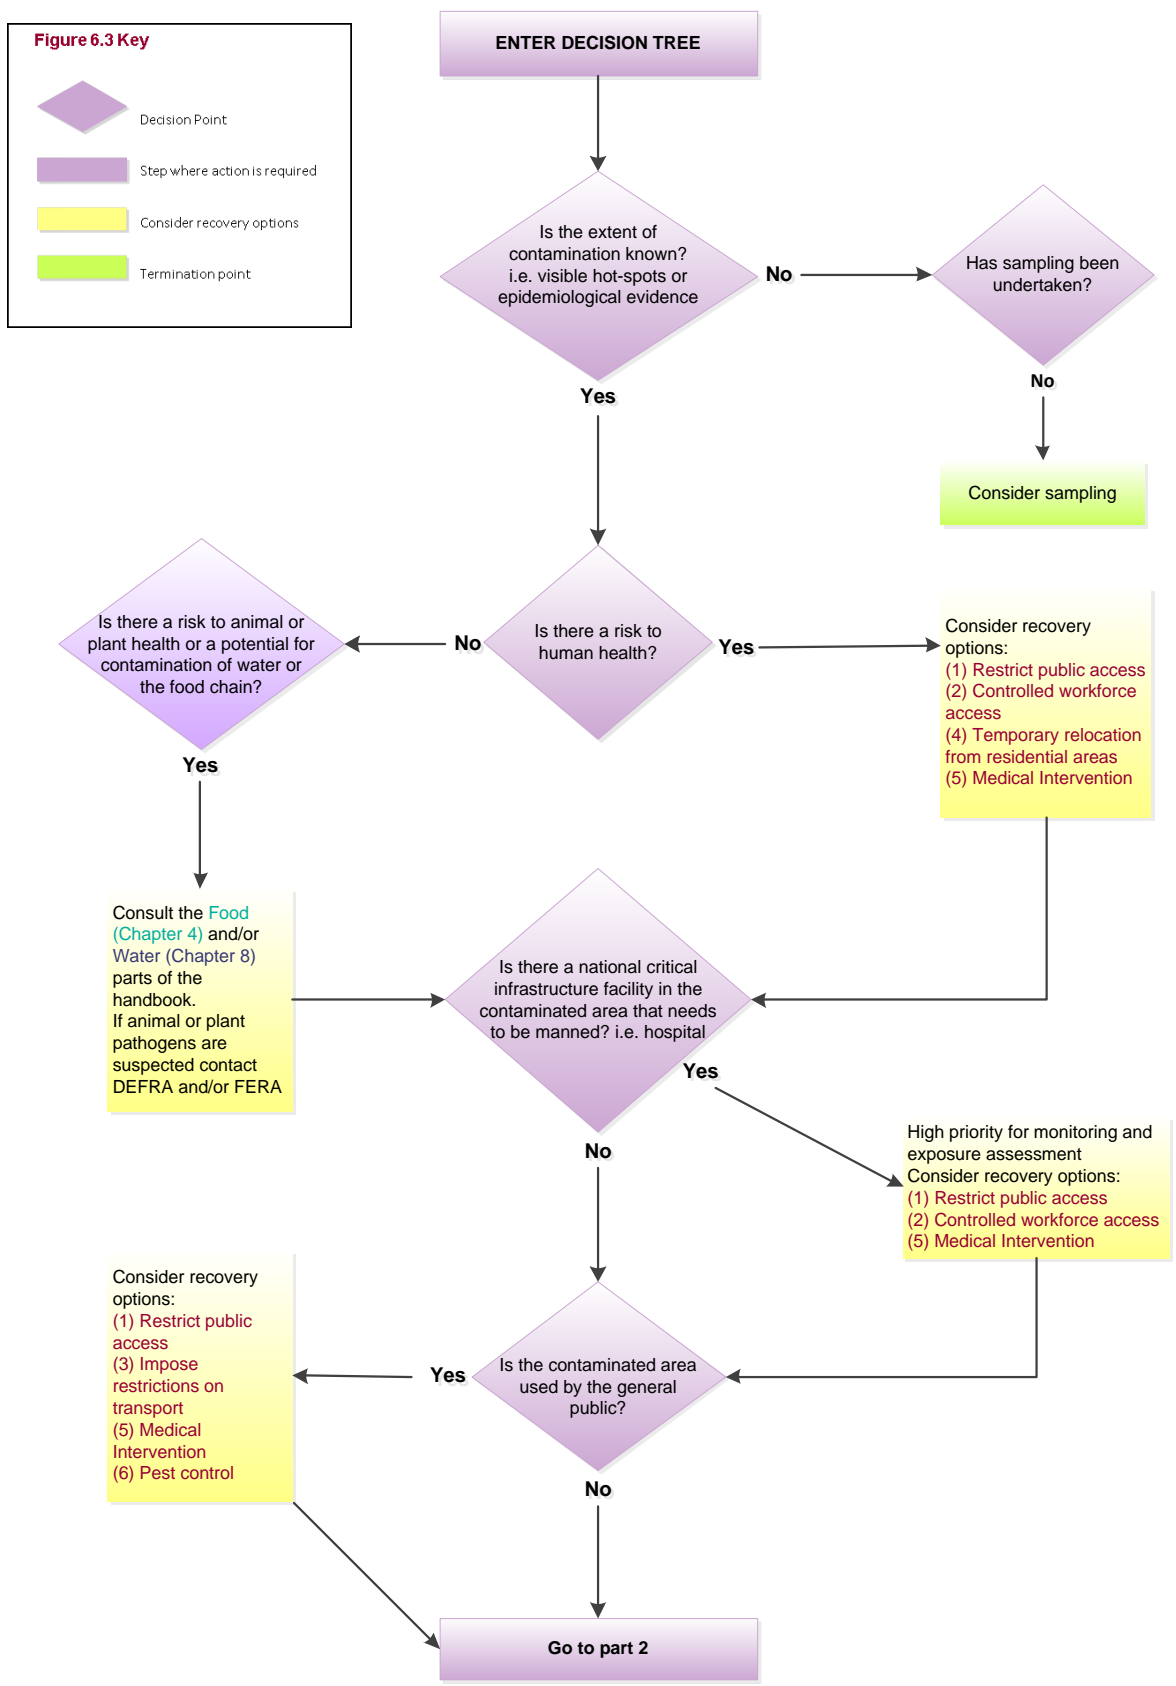 Figure 6.3 Key
Decision Point
Step where action is required
Consider recovery options
Termination point
ENTER DECISION TREE
Is the extent of
contamination known?
i.e. visible hot-spots or
epidemiological evidence
No
Has sampling been
undertaken?
No
Consider sampling
Yes
Is there a risk to
human health?
No
Is there a risk to animal or
plant health or a potential for
contamination of water or
the food chain?
Yes
Yes
Consider recovery
options:
(1) Restrict public access
(2) Controlled workforce
access
(4) Temporary relocation
from residential areas
(5) Medical Intervention
Consult the Food
(Chapter 4) and/or
Water (Chapter 8)
parts of the
handbook.
If animal or plant
pathogens are
suspected contact
DEFRA and/or FERA
Is there a national critical
infrastructure facility in the
contaminated area that needs
to be manned? i.e. hospital
Yes
High priority for monitoring and
exposure assessment
Consider recovery options:
(1) Restrict public access
(2) Controlled workforce access
(5) Medical Intervention
No
Is the contaminated area
used by the general
public?
Yes
Consider recovery
options:
(1) Restrict public
access
(3) Impose
restrictions on
transport
(5) Medical
Intervention
(6) Pest control
No
Go to part 2